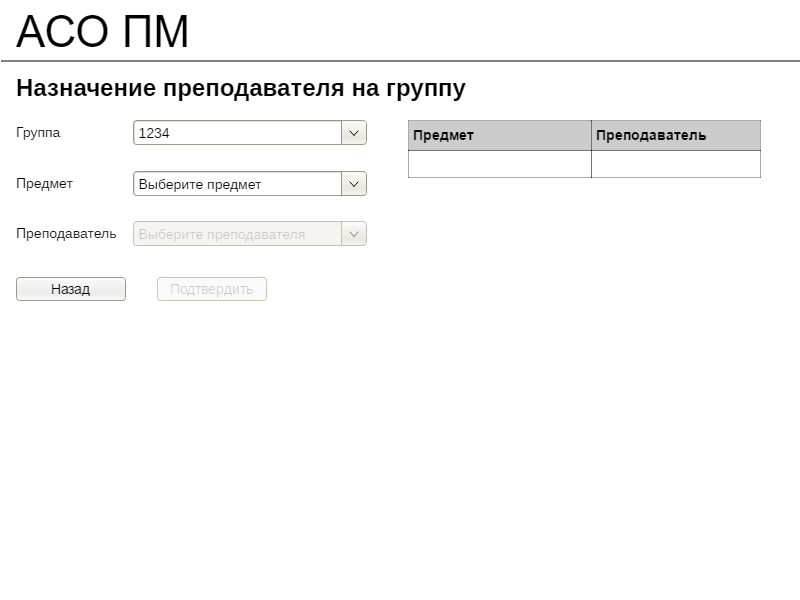 АСО ПМ
Назначение преподавателя на группу
Группа
1234
Предмет
Выберите предмет
Преподаватель
Выберите преподавателя
Назад
Подтвердить
Предмет
Преподаватель